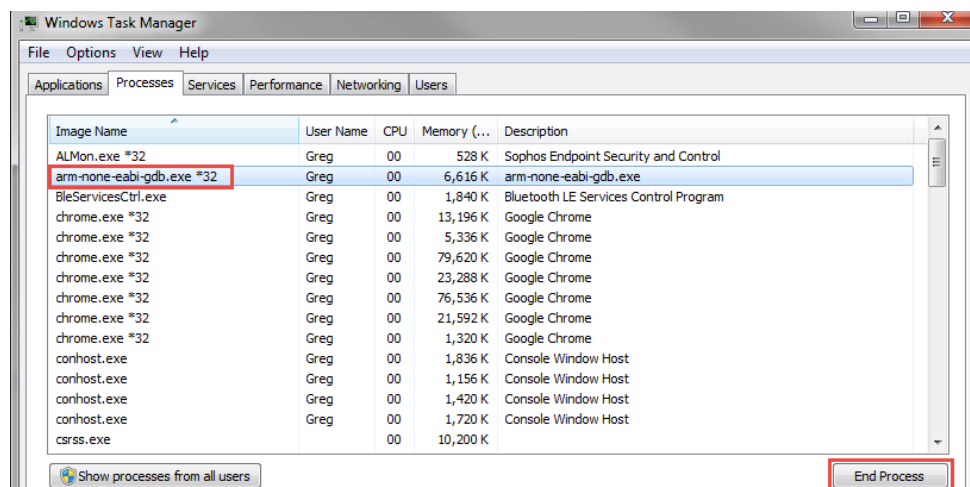 Windows Task Manager
File Options View Help
Applications Processes Services Performance Networking Users
Image Name User Name CPU Memory (... Description
ALMon.exe *32 Greg 00 528 K Sophos Endpoint Security and Control
arm-none-eabi-gdb.exe *32 Greg 00 6,616 K arm-none-eabi-gdb.exe
BleServicesCtrl.exe Greg 00 1,840 K Bluetooth LE Services Control Program
chrome.exe *32 Greg 00 13,196 K Google Chrome
chrome.exe *32 Greg 00 5,336 K Google Chrome
chrome.exe *32 Greg 00 79,620 K Google Chrome
chrome.exe *32 Greg 00 23,288 K Google Chrome
chrome.exe *32 Greg 00 76,536 K Google Chrome
chrome.exe *32 Greg 00 21,592 K Google Chrome
chrome.exe *32 Greg 00 1,320 K Google Chrome
conhost.exe Greg 00 1,836 K Console Window Host
conhost.exe Greg 00 1,156 K Console Window Host
conhost.exe Greg 00 1,420 K Console Window Host
conhost.exe Greg 00 1,720 K Console Window Host
csrss.exe 00 10,200 K
Show processes from all users End Process